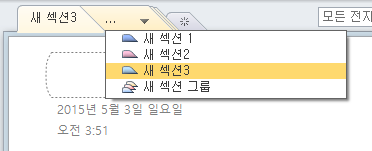 새 섹션3
...
모든 전자
새 섹션 1
새 섹션2
새 섹션3
새 섹션 그룹
2015년 5월 3일 일요일
오전 3:51